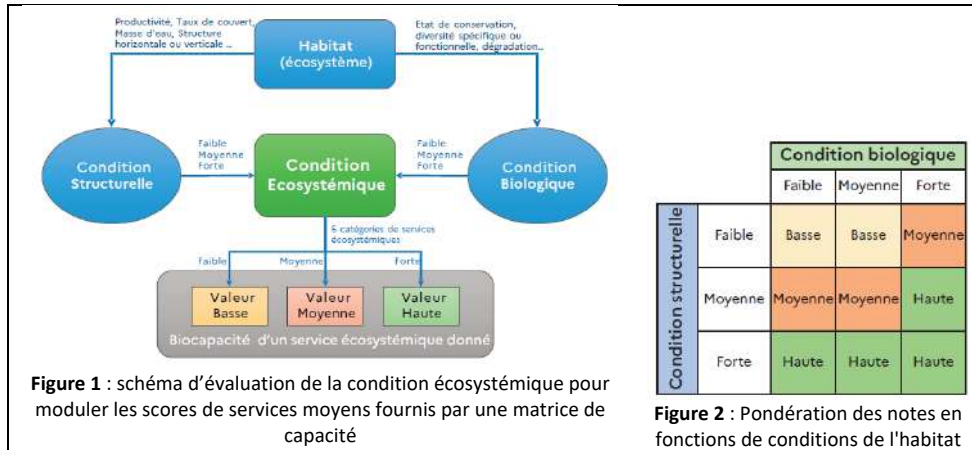 Productivité, Taux de couvert,
Masse d'eau, Structure
horizontale ou verticale ...
Habitat
(écosystème)
Etat de conservation,
diversité spécifique ou
fonctionnelle, dégradation...
Condition
Structurelle
Faible
Moyenne
Forte
Condition
Ecosystémique
Faible
Moyenne
Forte
Condition
Biologique
6 catégories de services
écosystémiques
Faible
Moyenne
Forte
Valeur
Basse
Valeur
Moyenne
Valeur
Haute
Biocapacité d'un service écosystémique donné
Figure 1 : schéma d'évaluation de la condition écosystémique pour
moduler les scores de services moyens fournis par une matrice de
capacité
Condition biologique
Faible Moyenne Forte
Condition structurelle
Faible Basse Basse Moyenne
Moyenne Moyenne Moyenne Haute
Forte Haute Haute Haute
Figure 2 : Pondération des notes en
fonctions de conditions de l'habitat